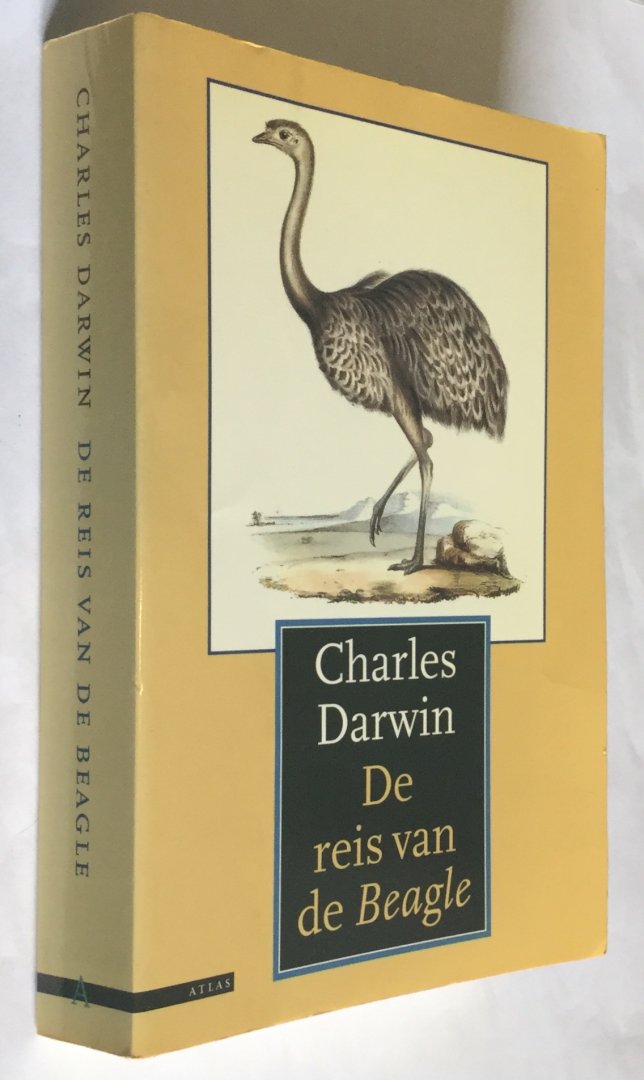 CHARLES DARWIN DE REIS VAN DE BEAGLE
A
ATLAS
Charles
Darwin
De
reis van
de Beagle